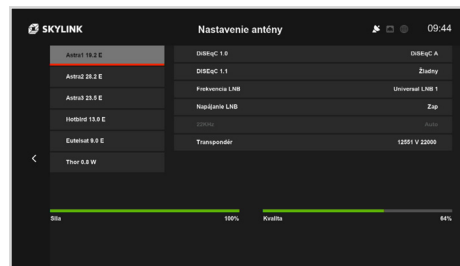 SKYLINK
Nastavenie antény
09:44
Astra1 19.2 E
Astra2 28.2 E
Astra3 23.5 E
Hotbird 13.0 E
Eutelsat 9.0 E
Thor 0.8 W
DiSEqC 1.0 DiSEqC A
DISEqC 1.1 Žiadny
Frekvencia LNB Universal LNB 1
Napájanie LNB Zap
22KHz Auto
Transpondér 12551 V 22000
Sila 100% Kvalita 64%